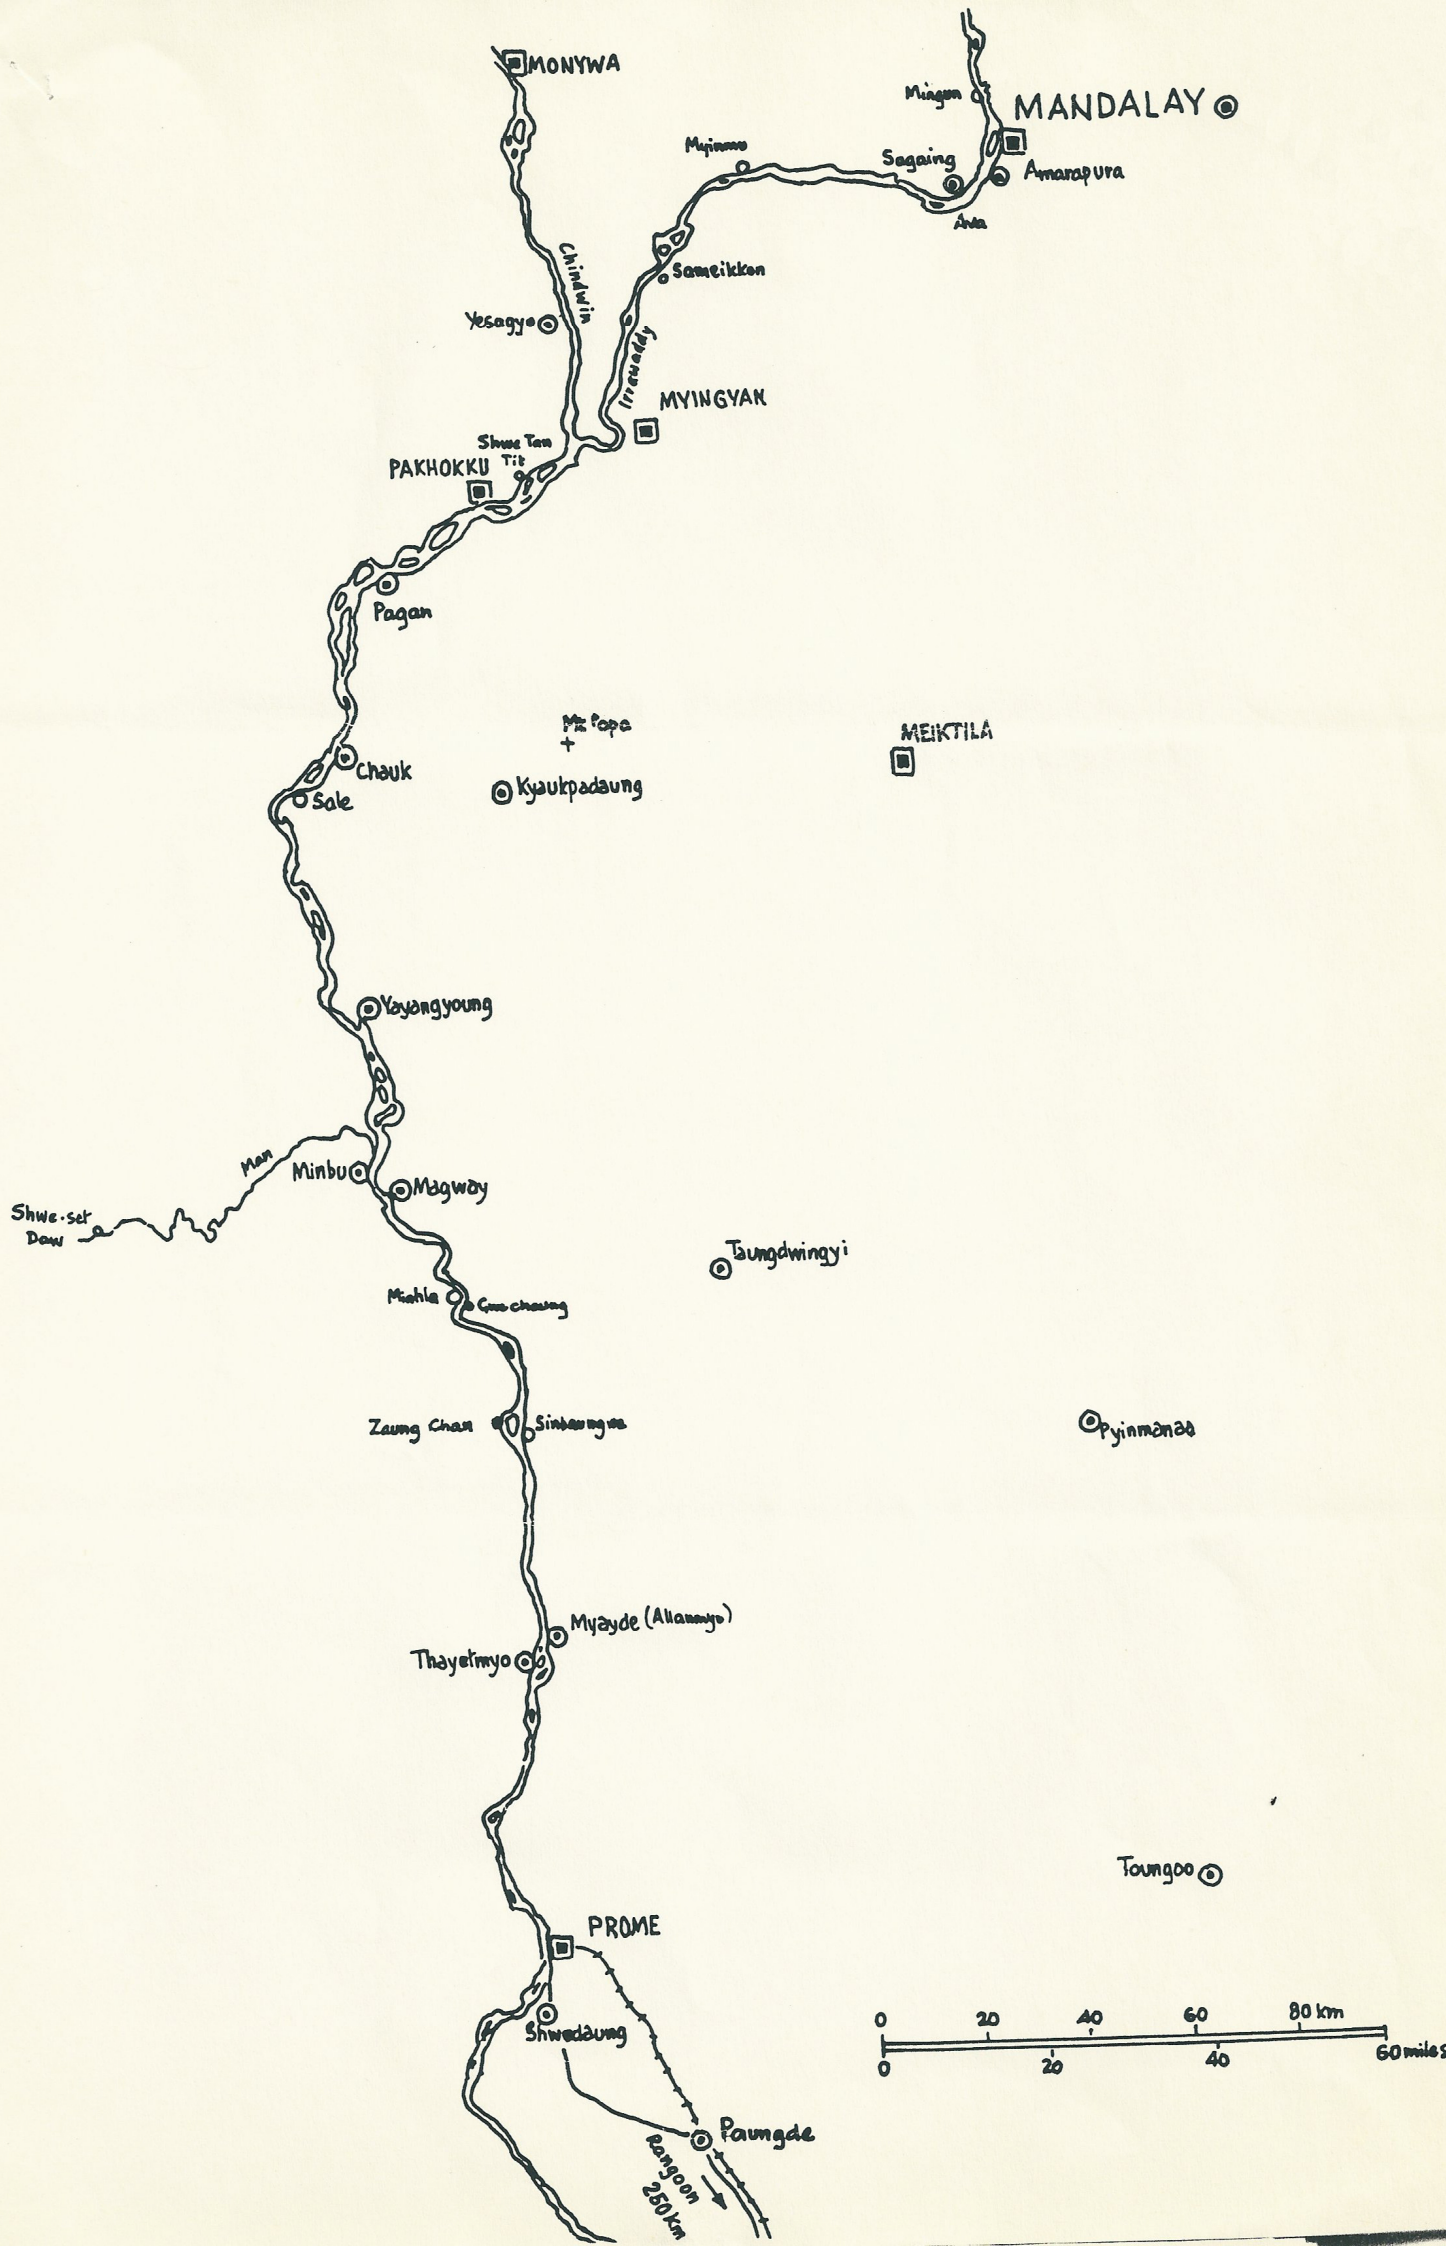 MONYWA
Mingun
MANDALAY
Myinmu
Sagaing
Amarapura
Ava
Chindwin
Sameikkon
Yesagyo
Irrawaddy
MYINGYAN
Shwe Tan
Tit
PAKHOKKU
Pagan
Mt Popa
MEIKTILA
Chauk
Kyaukpadaung
Sale
Yayangyoung
Man
Minbu
Magway
Shwe-set
Daw
Taungdwingyi
Minhla
Zaung Chan
Sinbaungwe
Pyinmanaa
Myayde (Allanmyo)
Thayetmyo
Toungoo
PROME
0 20 40 60 80 km
Shwedaung
0 20 40 60 miles
Paungde
Rangoon
250 Km